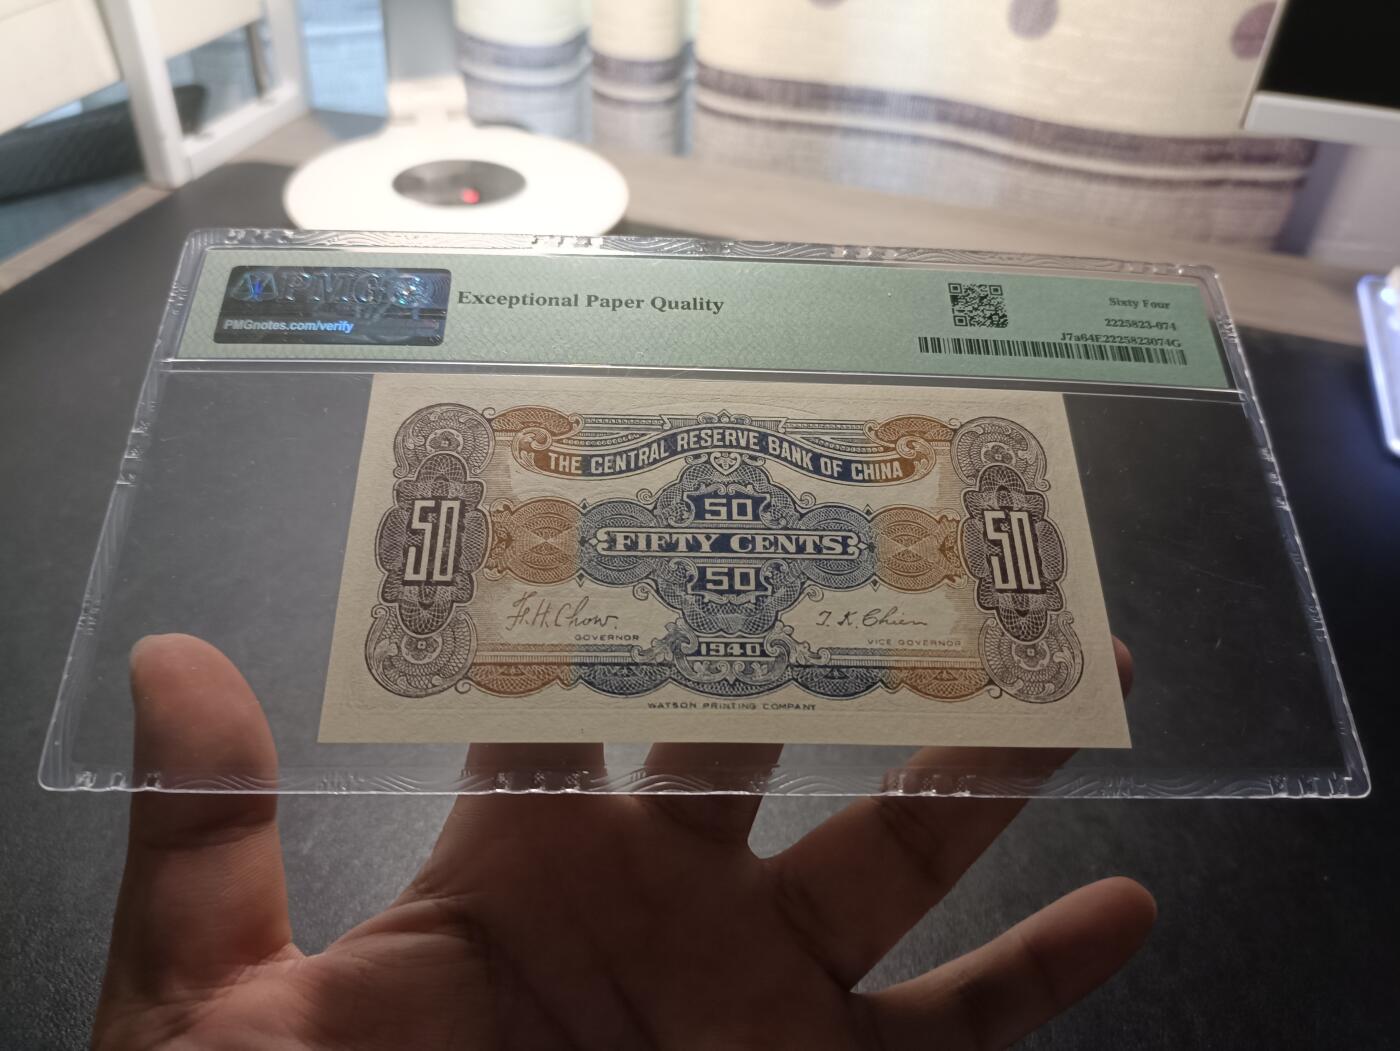 PMG
PMGnotes.com/verify
Exceptional Paper Quality
Sixty Four
2225823-074
J7a64E2225823074G
THE CENTRAL RESERVE BANK OF CHINA
50
50
50
FIFTY CENTS
50
F.H. Chow.
GOVERNOR
T. K. Chien
VICE GOVERNOR
1940
WATSON PRINTING COMPANY